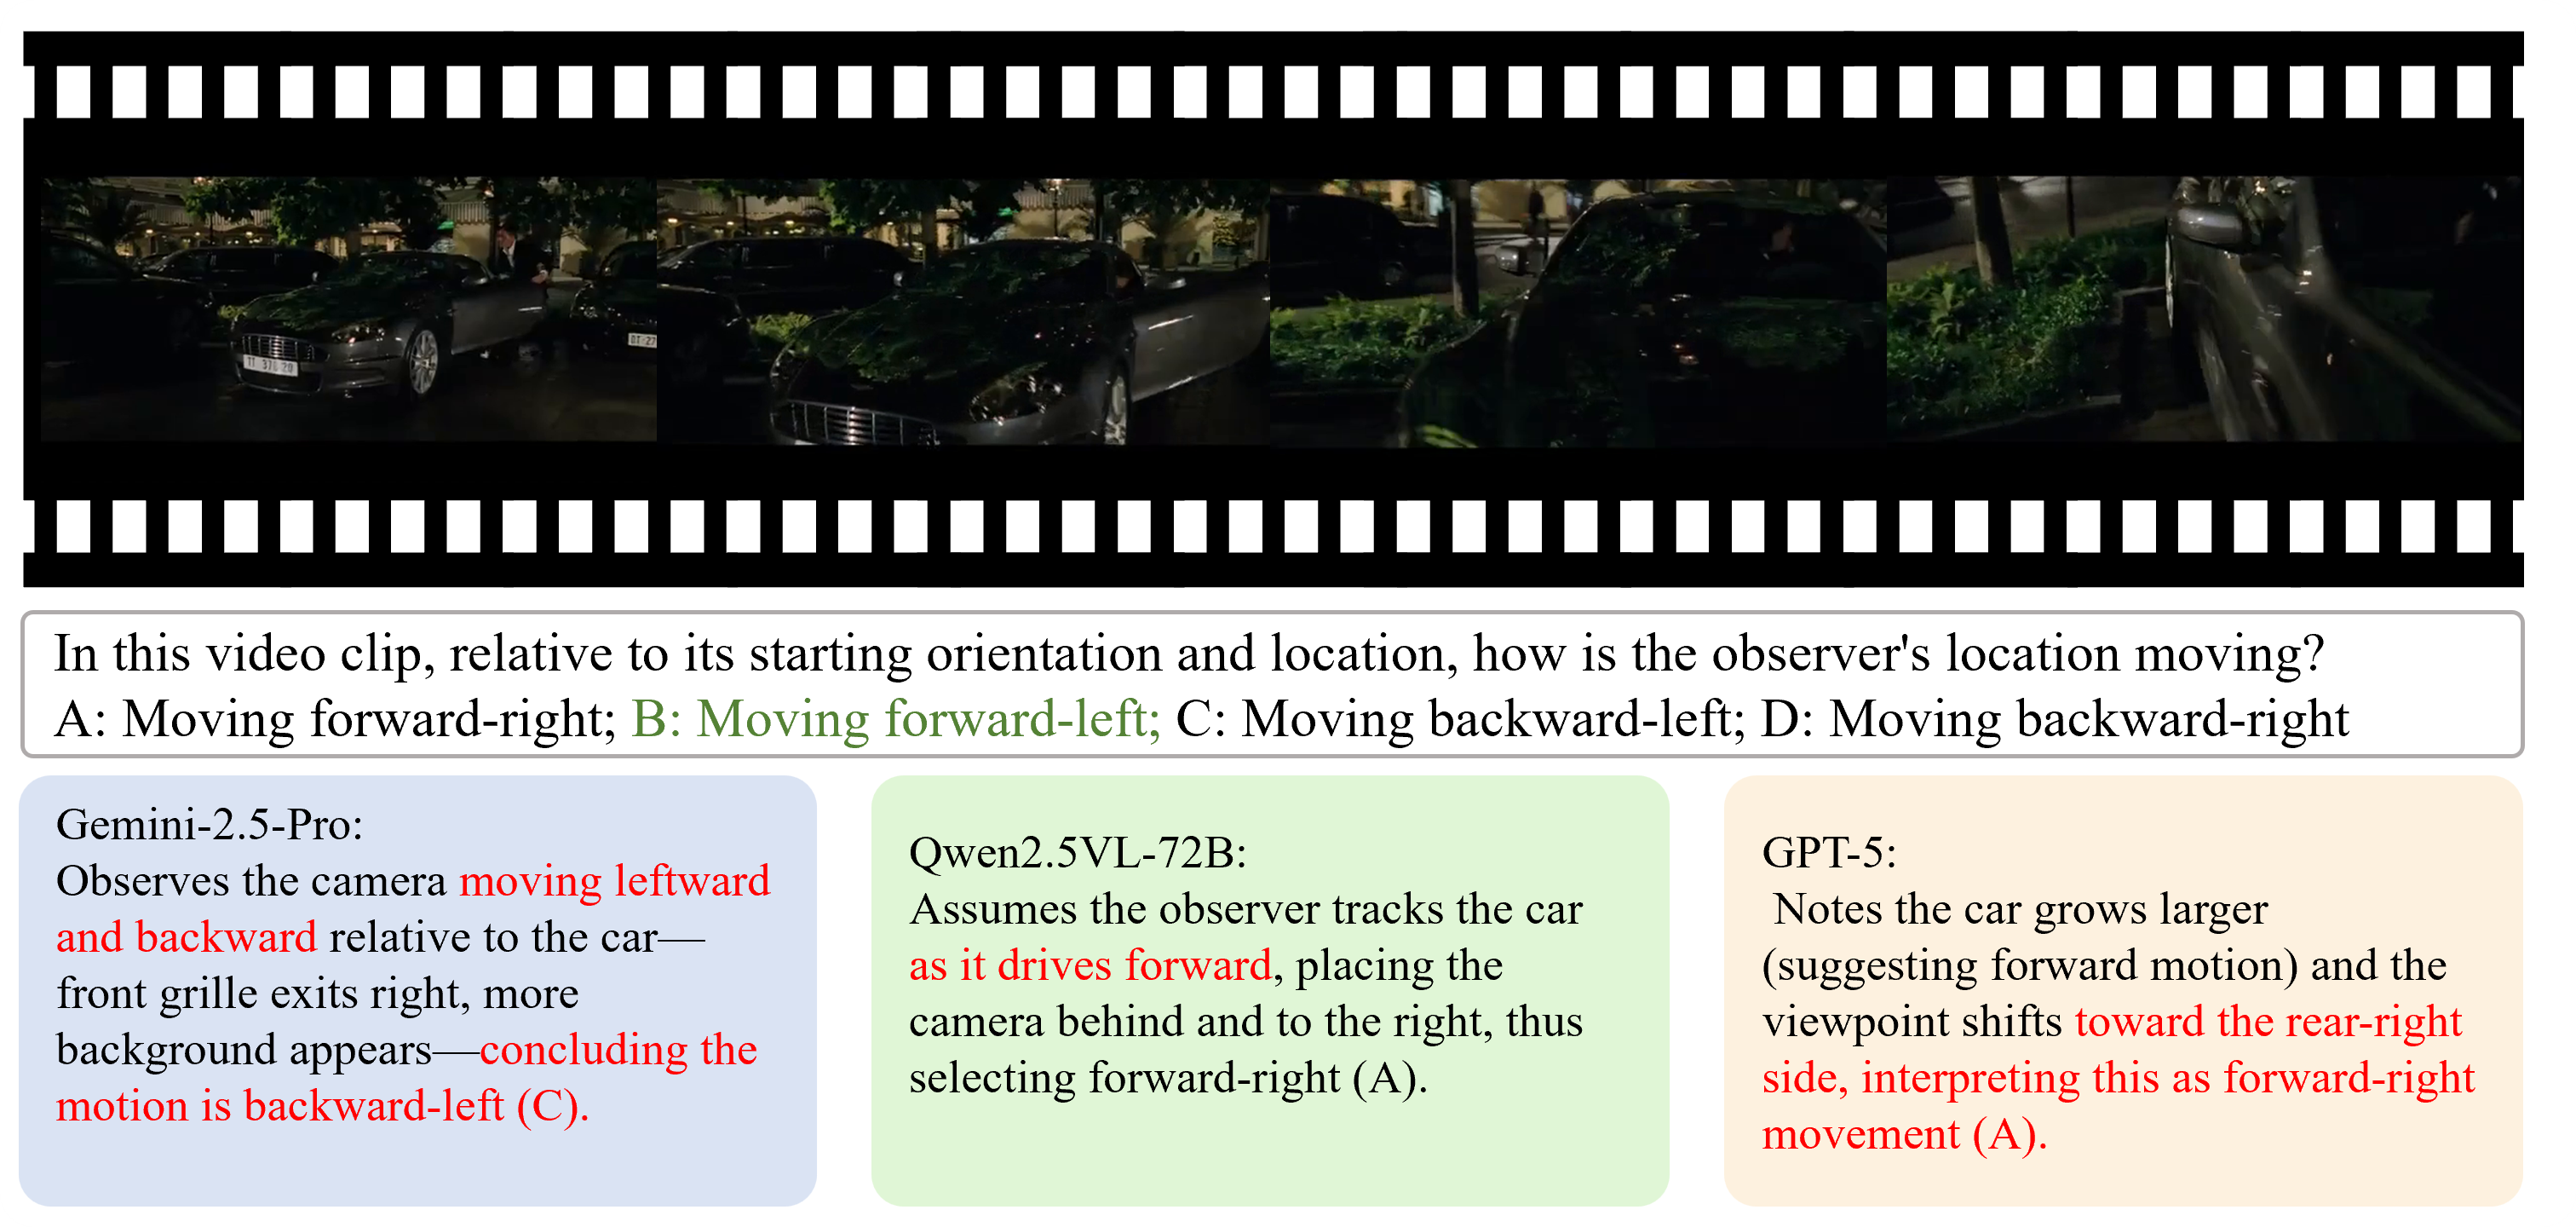 TT 378 20
DT-27
In this video clip, relative to its starting orientation and location, how is the observer's location moving?
A: Moving forward-right; B: Moving forward-left; C: Moving backward-left; D: Moving backward-right
Gemini-2.5-Pro:
Observes the camera moving leftward
and backward relative to the car—
front grille exits right, more
background appears—concluding the
motion is backward-left (C).
Qwen2.5VL-72B:
Assumes the observer tracks the car
as it drives forward, placing the
camera behind and to the right, thus
selecting forward-right (A).
GPT-5:
Notes the car grows larger
(suggesting forward motion) and the
viewpoint shifts toward the rear-right
side, interpreting this as forward-right
movement (A).